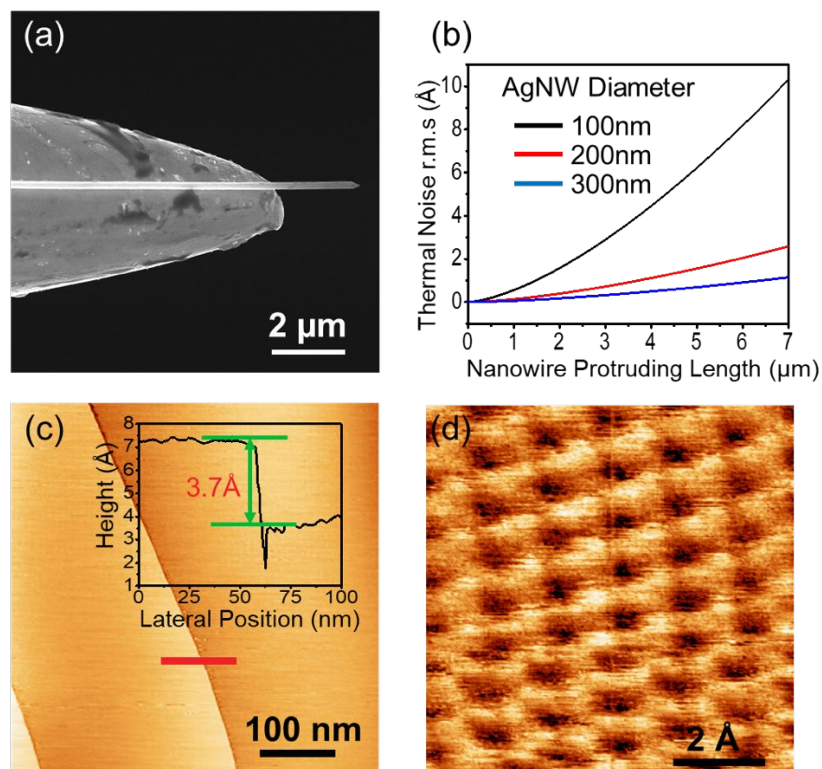 (a)
2 μm
(b)
10
8
6
4
2
0
Thermal Noise r.m.s (Å)
AgNW Diameter
100nm
200nm
300nm
0 1 2 3 4 5 6 7
Nanowire Protruding Length (μm)
(c)
8
7
6
5
4
3
2
1
Height (Å)
3.7Å
0 25 50 75 100
Lateral Position (nm)
100 nm
(d)
2 Å